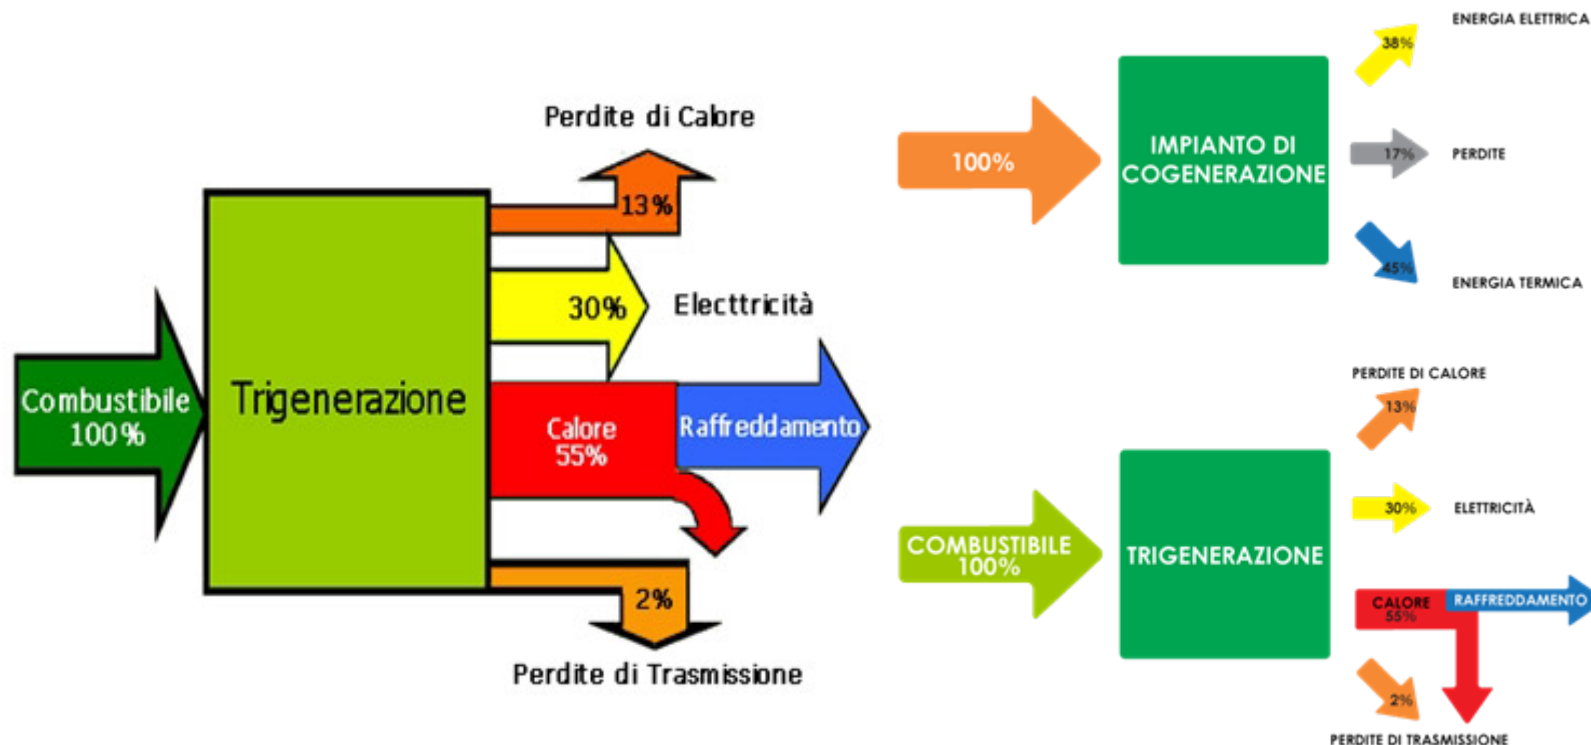 Perdite di Calore
13%
30%
Electtricità
Combustibile
100%
Trigenerazione
Calore
55%
Raffreddamento
2%
Perdite di Trasmissione
ENERGIA ELETTRICA
38%
100%
IMPIANTO DI
COGENERAZIONE
17%
PERDITE
45%
ENERGIA TERMICA
PERDITE DI CALORE
13%
30%
ELETTRICITÀ
COMBUSTIBILE
100%
TRIGENERAZIONE
CALORE
55%
RAFFREDDAMENTO
2%
PERDITE DI TRASMISSIONE